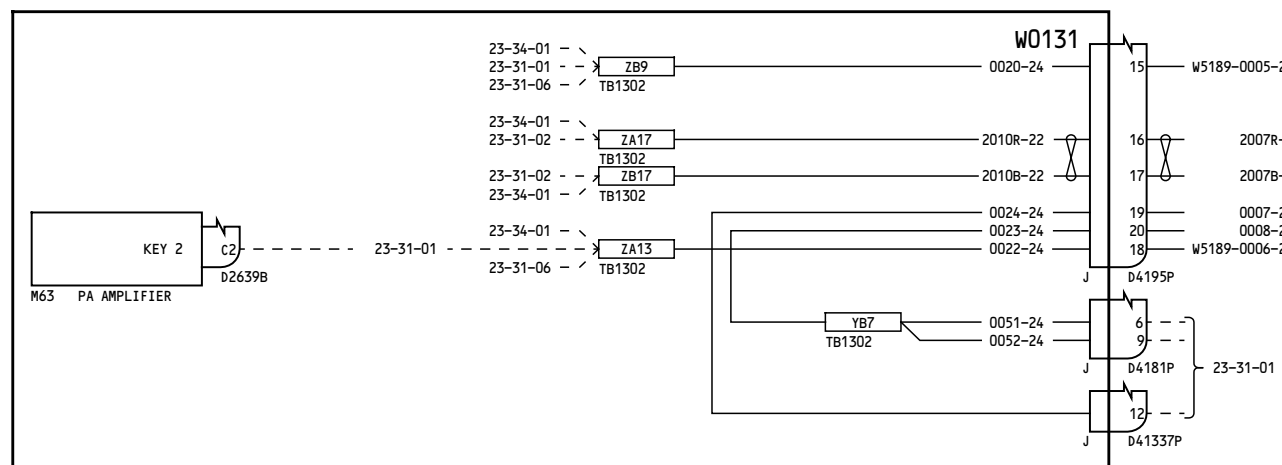 W0131
23-34-01
23-31-01 ZB9 0020-24 15 W5189-0005-2
23-31-06 TB1302
23-34-01
23-31-02 ZA17 2010R-22 16 2007R-
TB1302
23-31-02 ZB17 2010B-22 17 2007B-
23-34-01 TB1302
0024-24 19 0007-2
23-34-01 0023-24 20 0008-2
KEY 2 C2 23-31-01 ZA13 0022-24 18 W5189-0006-2
23-31-06 TB1302
D2639B J D4195P
M63 PA AMPLIFIER
YB7 0051-24 6
TB1302 0052-24 9
J D4181P 23-31-01
12
J D41337P